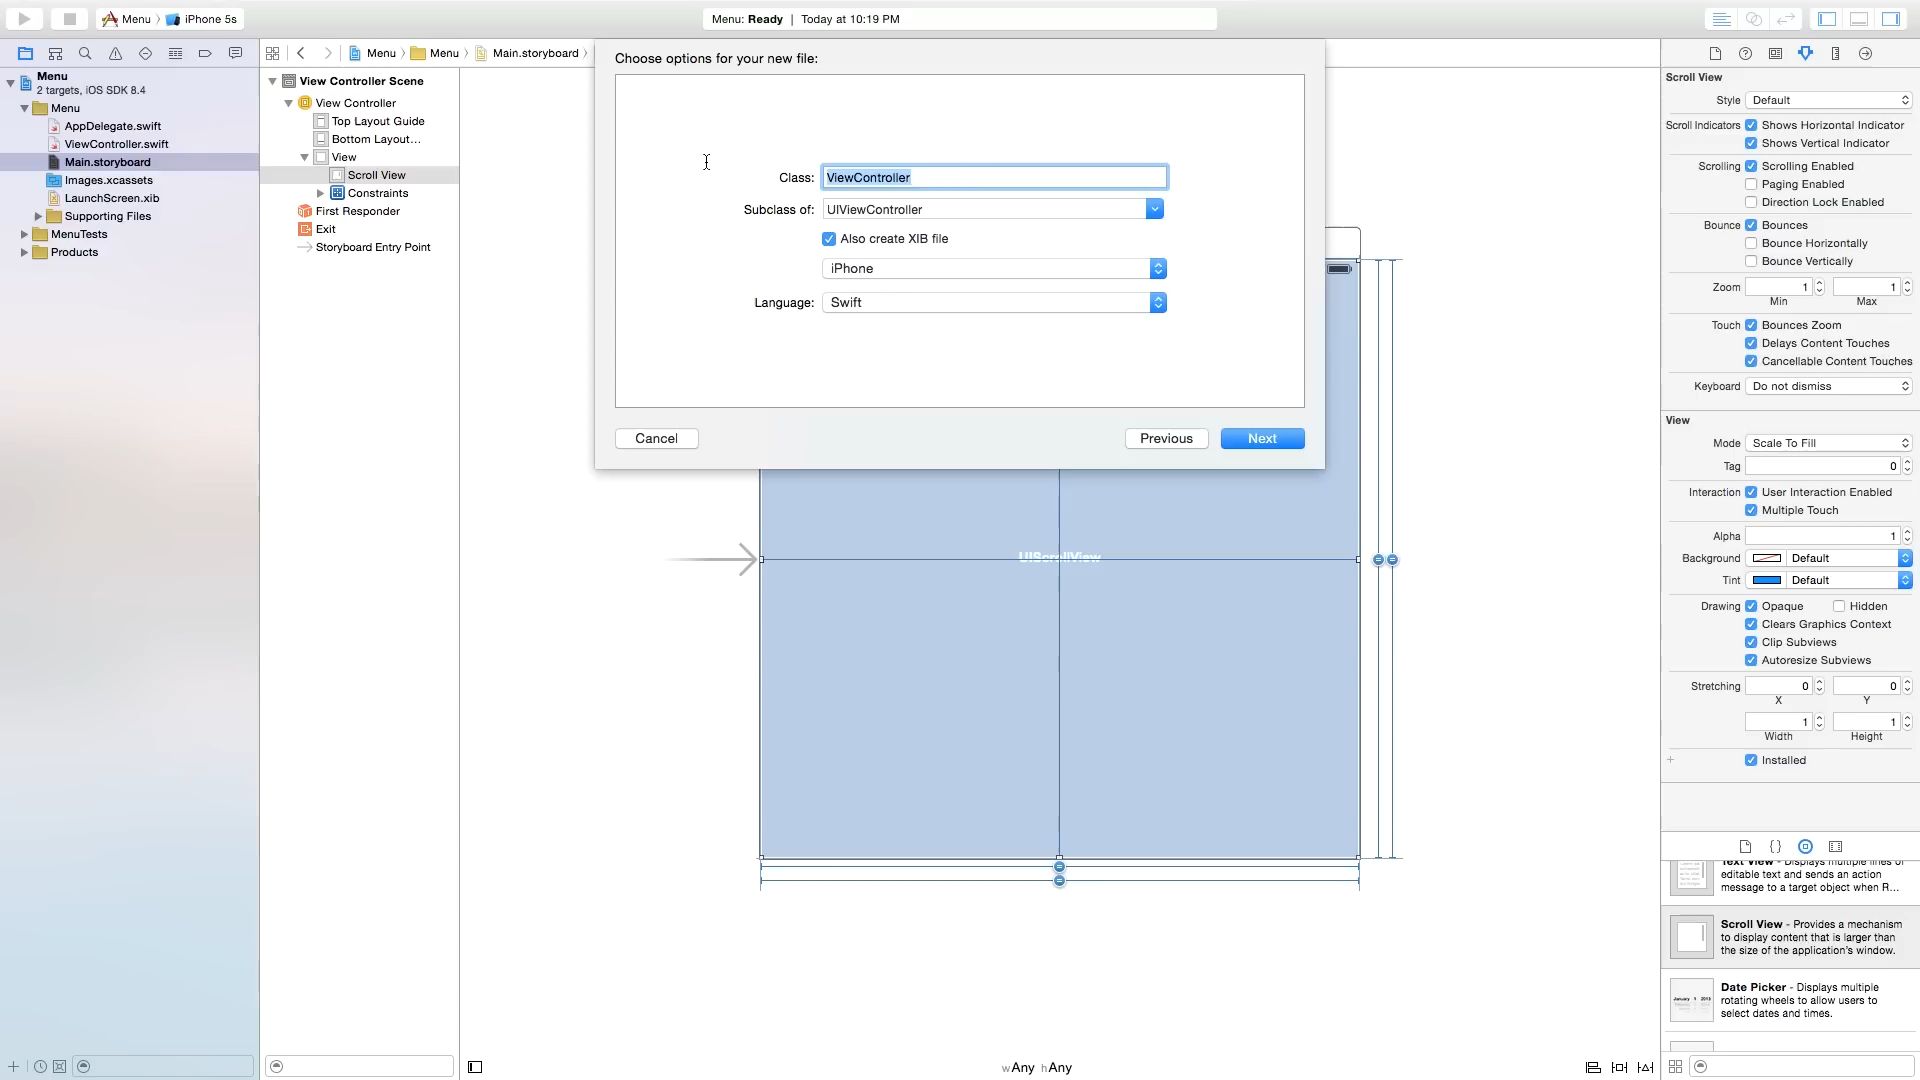 Menu
iPhone 5s
Menu: Ready | Today at 10:19 PM
Menu
Menu
Main.storyboard
Menu
2 targets, iOS SDK 8.4
Menu
AppDelegate.swift
ViewController.swift
Main.storyboard
Images.xcassets
LaunchScreen.xib
Supporting Files
MenuTests
Products
View Controller Scene
View Controller
Top Layout Guide
Bottom Layout...
View
Scroll View
Constraints
First Responder
Exit
Storyboard Entry Point
Choose options for your new file:
Class: ViewController
Subclass of: UIViewController
Also create XIB file
iPhone
Language: Swift
Cancel
Previous
Next
UIScrollView
wAny hAny
Scroll View
Style Default
Scroll Indicators Shows Horizontal Indicator
Shows Vertical Indicator
Scrolling Scrolling Enabled
Paging Enabled
Direction Lock Enabled
Bounce Bounces
Bounce Horizontally
Bounce Vertically
Zoom 1 1
Min Max
Touch Bounces Zoom
Delays Content Touches
Cancellable Content Touches
Keyboard Do not dismiss
View
Mode Scale To Fill
Tag 0
Interaction User Interaction Enabled
Multiple Touch
Alpha 1
Background Default
Tint Default
Drawing Opaque Hidden
Clears Graphics Context
Clip Subviews
Autoresize Subviews
Stretching 0 0
X Y
1 1
Width Height
Installed
Text View - Displays multiple lines of
editable text and sends an action
message to a target object when R...
Scroll View - Provides a mechanism
to display content that is larger than
the size of the application's window.
Date Picker - Displays multiple
rotating wheels to allow users to
select dates and times.